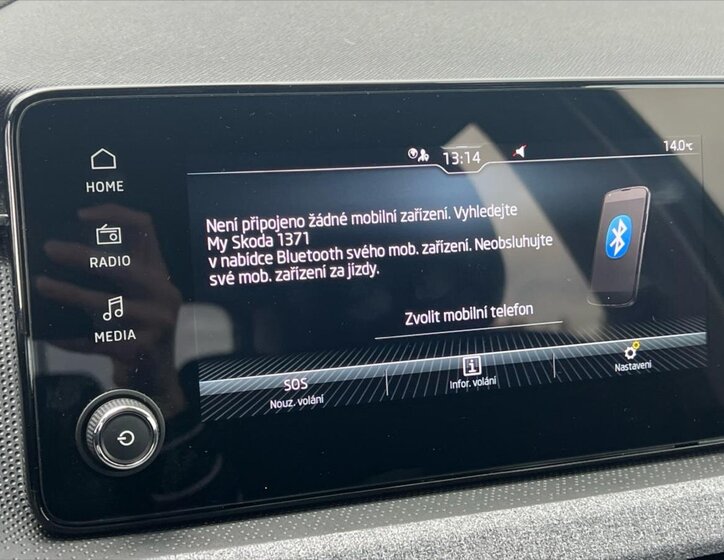 13:14
14.0°C
HOME
RADIO
MEDIA
Není připojeno žádné mobilní zařízení. Vyhledejte
My Skoda 1371
v nabídce Bluetooth svého mob. zařízení. Neobsluhujte
své mob. zařízení za jízdy.
Zvolit mobilní telefon
SOS
Nouz. volání
Infor. volání
Nastavení